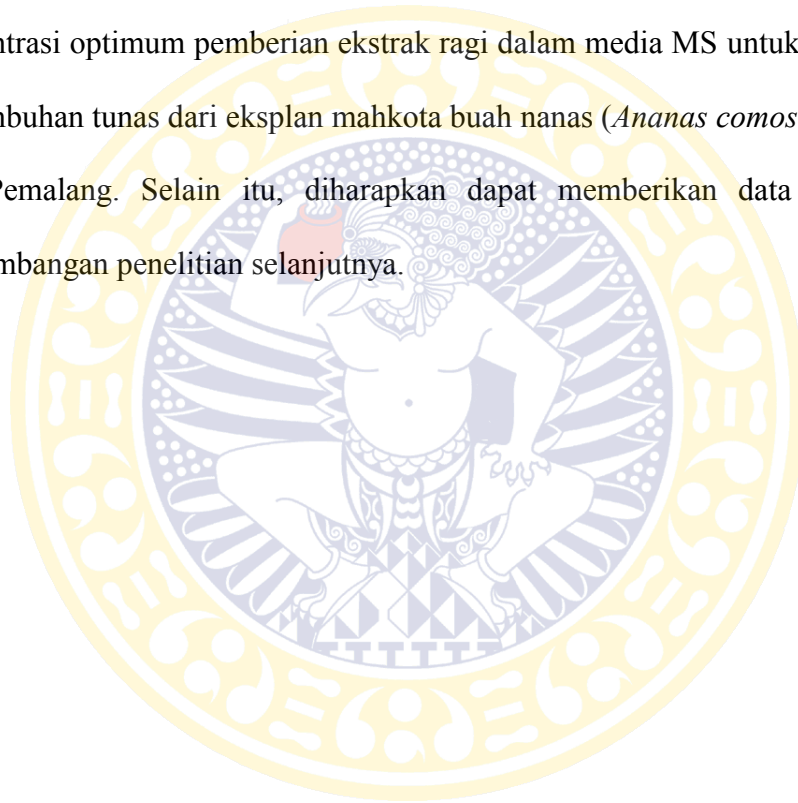 ntrasi optimum pemberian ekstrak ragi dalam media MS untuk
mbuhan tunas dari eksplan mahkota buah nanas (Ananas comos
Pemalang. Selain itu, diharapkan dapat memberikan data
mbangan penelitian selanjutnya.